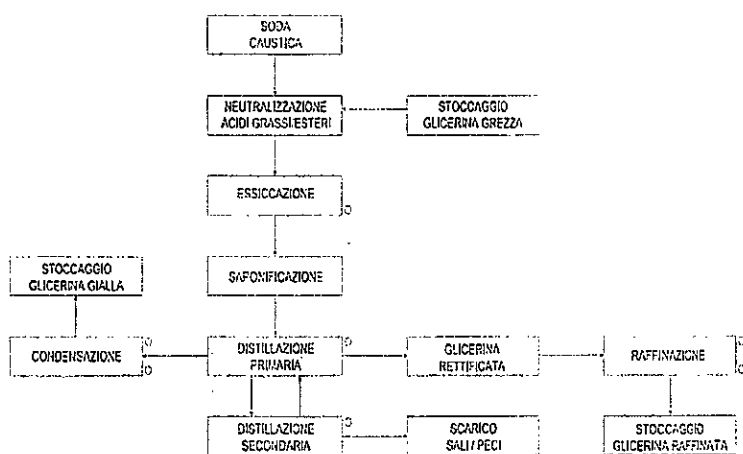 SODA
CAUSTICA
NEUTRALIZZAZIONE
ACIDI GRASSI/ESTERI
STOCCAGGIO
GLICERINA GREZZA
ESSICCAZIONE
SAPONIFICAZIONE
STOCCAGGIO
GLICERINA GIALLA
CONDENSAZIONE
DISTILLAZIONE
PRIMARIA
GLICERINA
RETTIFICATA
RAFFINAZIONE
DISTILLAZIONE
SECONDARIA
SCARICO
SALI / PECI
STOCCAGGIO
GLICERINA RAFFINATA